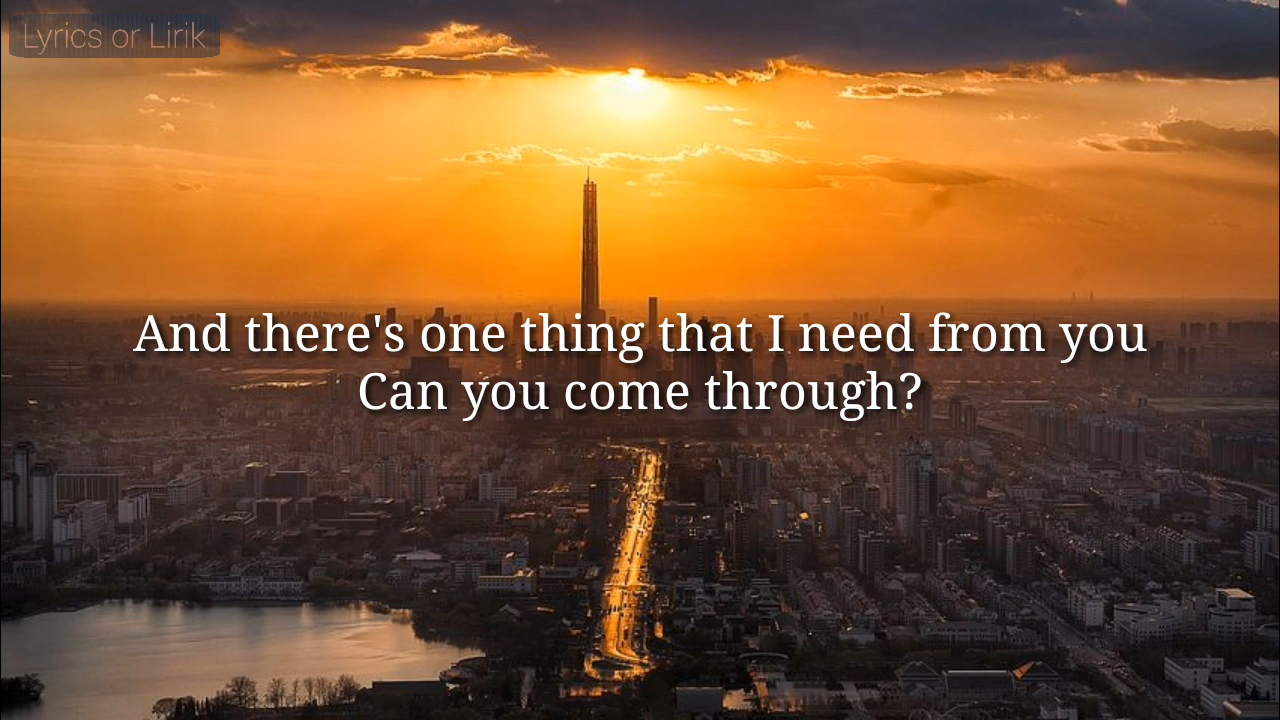 Lyrics or Lirik
And there's one thing that I need from you
Can you come through?